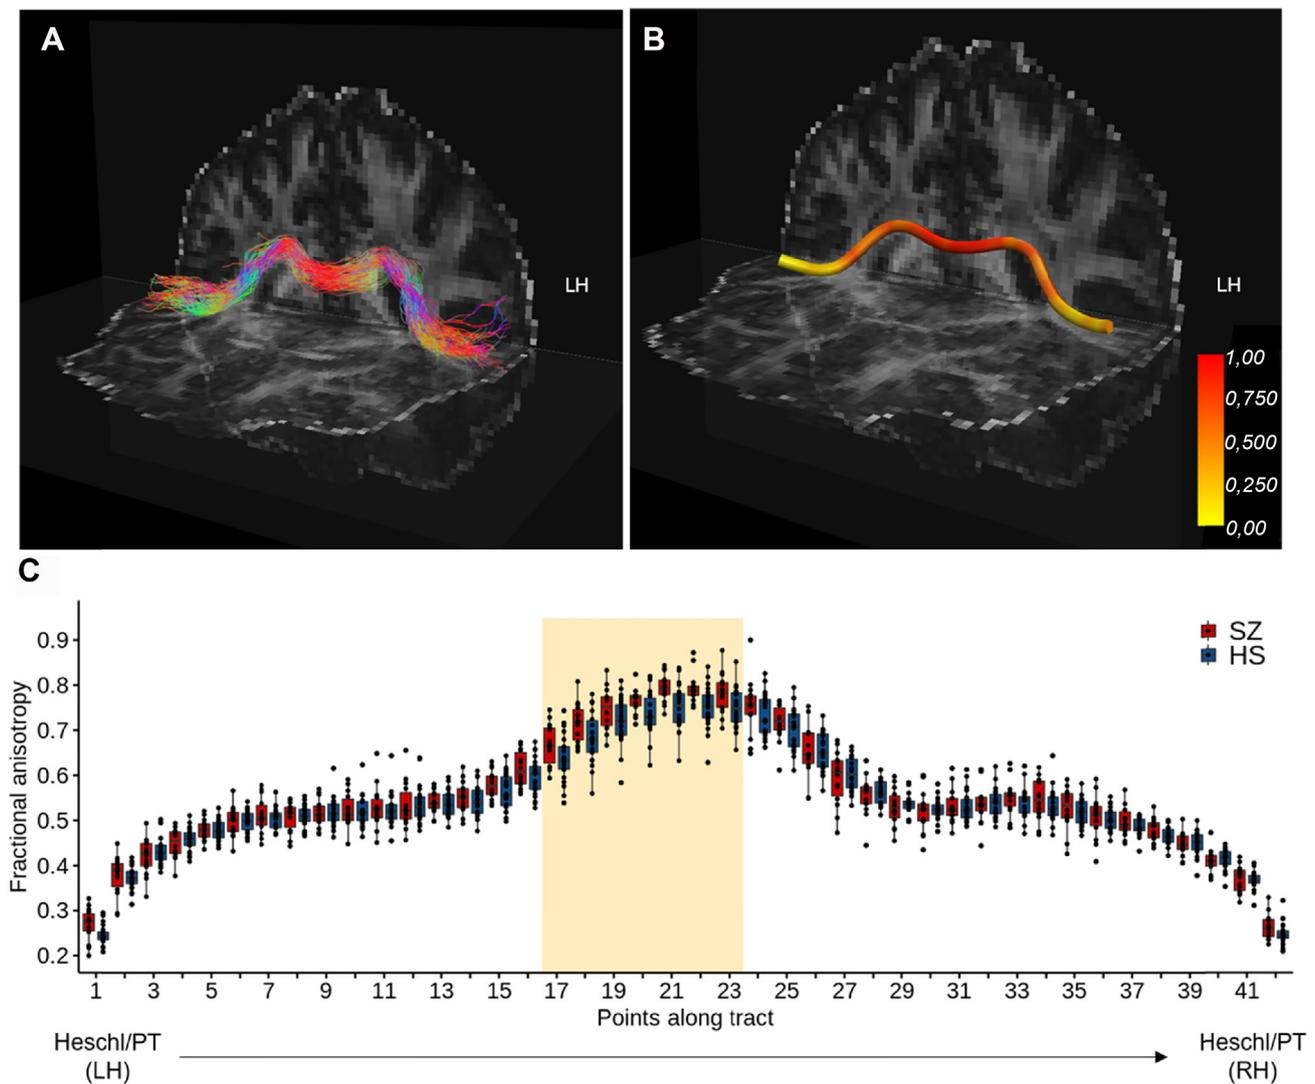 A
LH
B
LH
1,00
0,750
0,500
0,250
0,00
C
Fractional anisotropy
0.9
0.8
0.7
0.6
0.5
0.4
0.3
0.2
SZ
HS
1 3 5 7 9 11 13 15 17 19 21 23 25 27 29 31 33 35 37 39 41
Points along tract
Heschl/PT
(LH)
Heschl/PT
(RH)